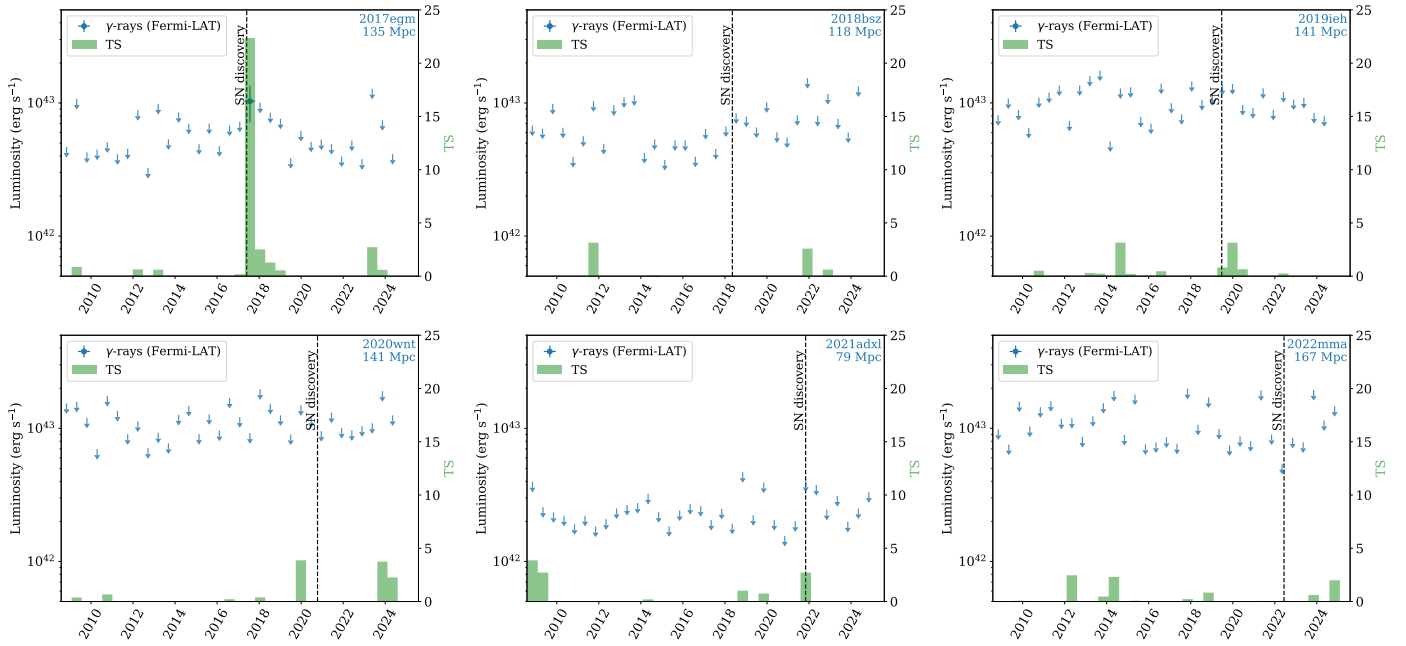 γ-rays (Fermi-LAT)
TS
2017egm
135 Mpc
SN discovery
Luminosity (erg s⁻¹)
10⁴³
10⁴²
25
20
15
10
5
0
TS
2010
2012
2014
2016
2018
2020
2022
2024
γ-rays (Fermi-LAT)
TS
2018bsz
118 Mpc
SN discovery
Luminosity (erg s⁻¹)
10⁴³
10⁴²
25
20
15
10
5
0
TS
2010
2012
2014
2016
2018
2020
2022
2024
γ-rays (Fermi-LAT)
TS
2019ieh
141 Mpc
SN discovery
Luminosity (erg s⁻¹)
10⁴³
10⁴²
25
20
15
10
5
0
TS
2010
2012
2014
2016
2018
2020
2022
2024
γ-rays (Fermi-LAT)
TS
2020wnt
141 Mpc
SN discovery
Luminosity (erg s⁻¹)
10⁴³
10⁴²
25
20
15
10
5
0
TS
2010
2012
2014
2016
2018
2020
2022
2024
γ-rays (Fermi-LAT)
TS
2021adxl
79 Mpc
SN discovery
Luminosity (erg s⁻¹)
10⁴³
10⁴²
25
20
15
10
5
0
TS
2010
2012
2014
2016
2018
2020
2022
2024
γ-rays (Fermi-LAT)
TS
2022mma
167 Mpc
SN discovery
Luminosity (erg s⁻¹)
10⁴³
10⁴²
25
20
15
10
5
0
TS
2010
2012
2014
2016
2018
2020
2022
2024